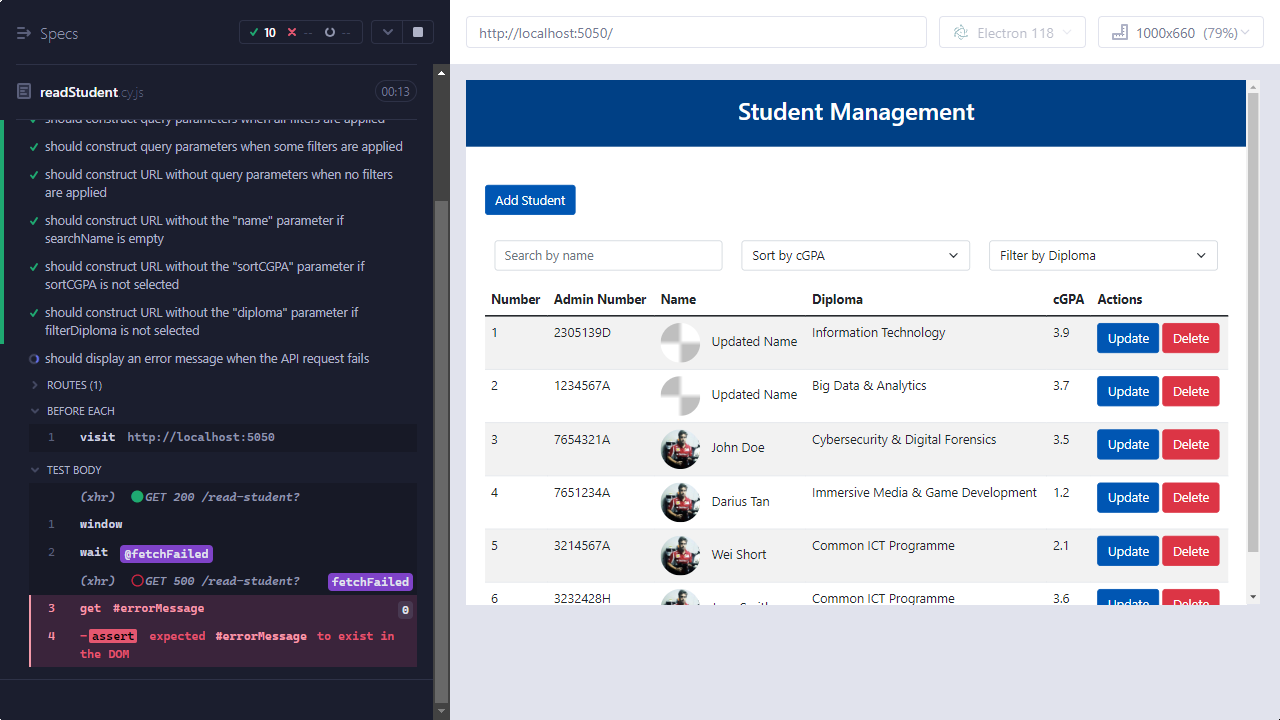 Specs
10
--
--
readStudent.cy.js
00:13
should construct query parameters when all filters are applied
should construct query parameters when some filters are applied
should construct URL without query parameters when no filters
are applied
should construct URL without the "name" parameter if
searchName is empty
should construct URL without the "sortCGPA" parameter if
sortCGPA is not selected
should construct URL without the "diploma" parameter if
filterDiploma is not selected
should display an error message when the API request fails
ROUTES (1)
BEFORE EACH
1 visit http://localhost:5050
TEST BODY
(xhr) GET 200 /read-student?
1 window
2 wait @fetchFailed
(xhr) GET 500 /read-student? fetchFailed
3 get #errorMessage 0
4 -assert expected #errorMessage to exist in
the DOM
http://localhost:5050/
Electron 118
1000x660 (79%)
Student Management
Add Student
Search by name
Sort by cGPA
Filter by Diploma
Number Admin Number Name Diploma cGPA Actions
1 2305139D Updated Name Information Technology 3.9 Update Delete
2 1234567A Updated Name Big Data & Analytics 3.7 Update Delete
3 7654321A John Doe Cybersecurity & Digital Forensics 3.5 Update Delete
4 7651234A Darius Tan Immersive Media & Game Development 1.2 Update Delete
5 3214567A Wei Short Common ICT Programme 2.1 Update Delete
6 3232428H Common ICT Programme 3.6 Update Delete